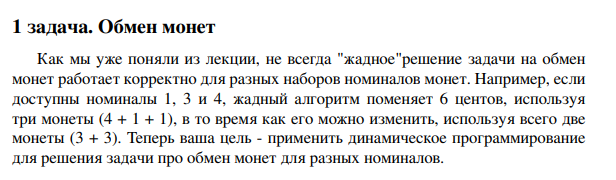 1 задача. Обмен монет
Как мы уже поняли из лекции, не всегда "жадное"решение задачи на обмен
монет работает корректно для разных наборов номиналов монет. Например, если
доступны номиналы 1, 3 и 4, жадный алгоритм поменяет 6 центов, используя
три монеты (4 + 1 + 1), в то время как его можно изменить, используя всего две
монеты (3 + 3). Теперь ваша цель - применить динамическое программирование
для решения задачи про обмен монет для разных номиналов.